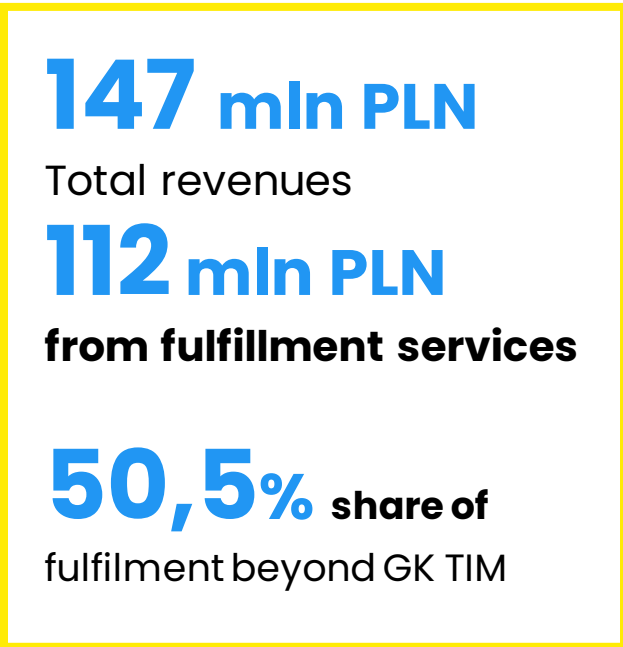 147 mln PLN
Total revenues
112 mln PLN
from fulfillment services
50,5% share of
fulfilment beyond GK TIM